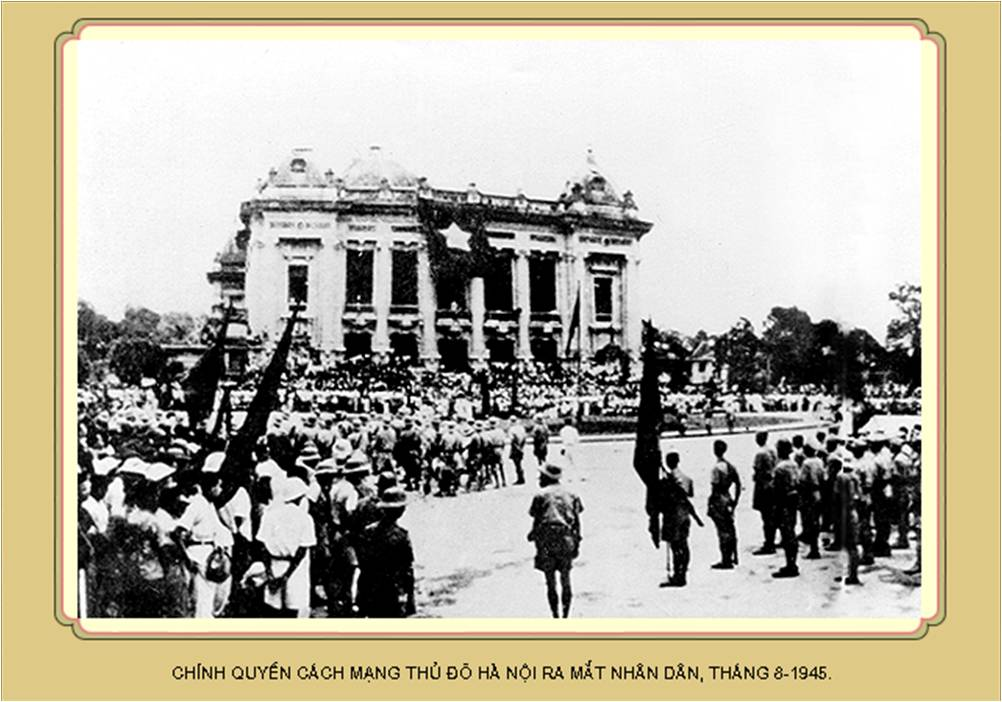 CHÍNH QUYỀN CÁCH MẠNG THỦ ĐÔ HÀ NỘI RA MẮT NHÂN DÂN, THÁNG 8-1945.